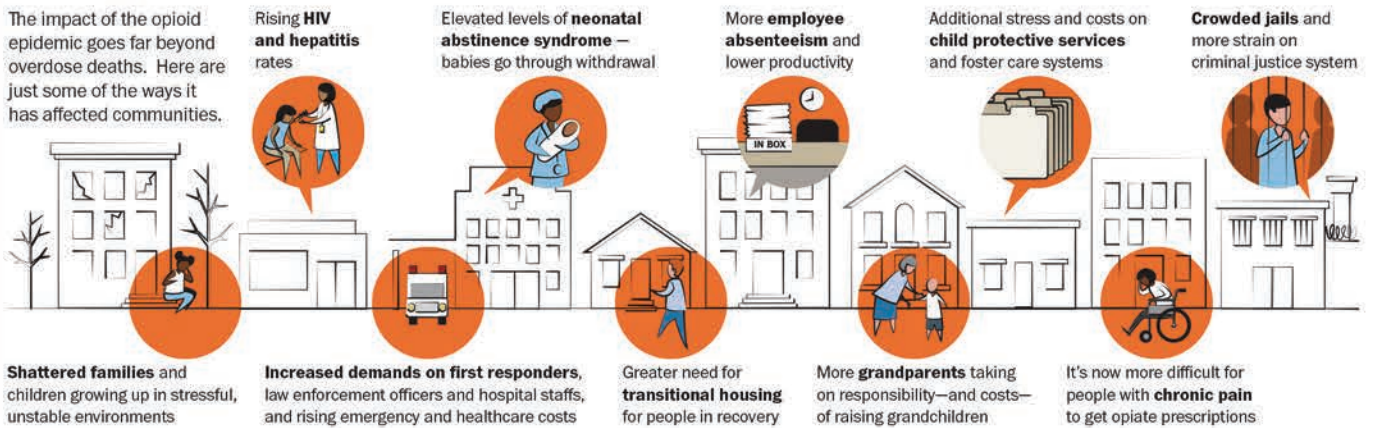 The impact of the opioid
epidemic goes far beyond
overdose deaths.  Here are
just some of the ways it
has affected communities.
Rising HIV
and hepatitis
rates
Elevated levels of neonatal
abstinence syndrome —
babies go through withdrawal
More employee
absenteeism and
lower productivity
Additional stress and costs on
child protective services
and foster care systems
Crowded jails and
more strain on
criminal justice system
IN BOX
Shattered families and
children growing up in stressful,
unstable environments
Increased demands on first responders,
law enforcement officers and hospital staffs,
and rising emergency and healthcare costs
Greater need for
transitional housing
for people in recovery
More grandparents taking
on responsibility—and costs—
of raising grandchildren
It's now more difficult for
people with chronic pain
to get opiate prescriptions